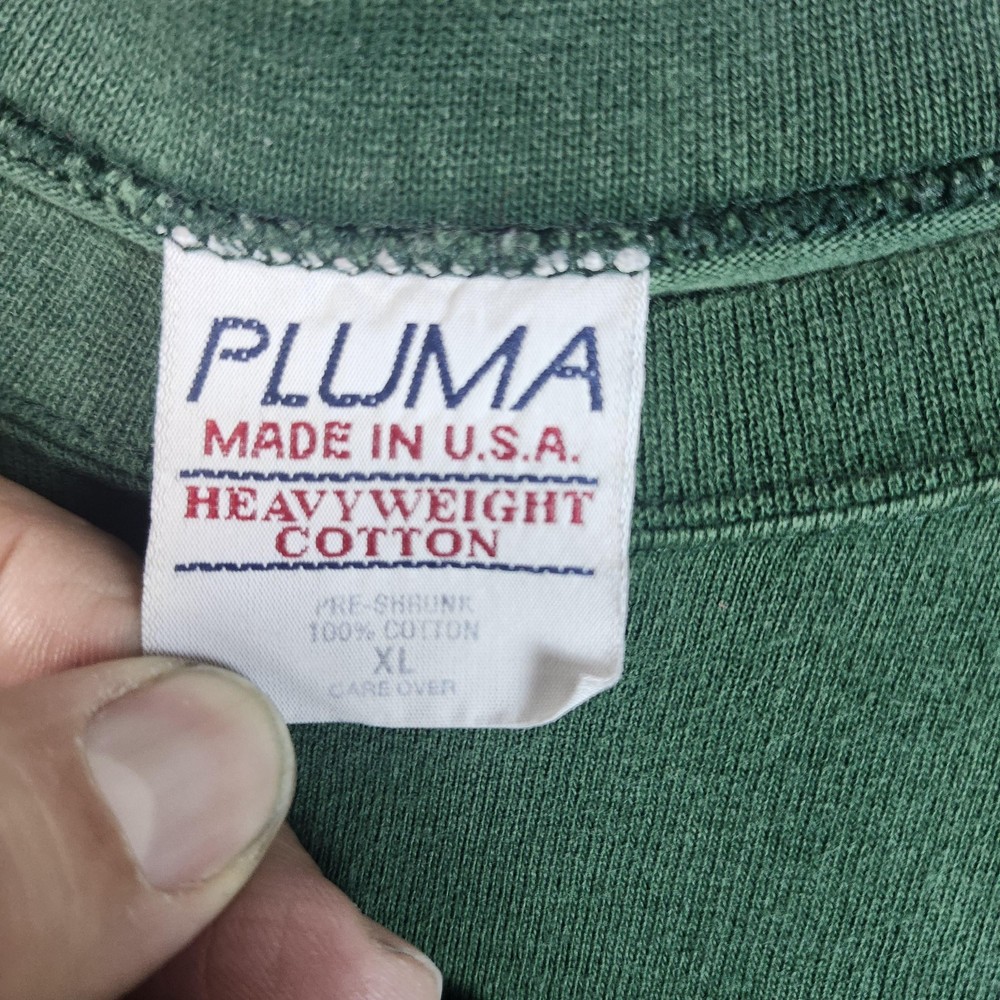 PLUMA
MADE IN U.S.A.
HEAVYWEIGHT
COTTON
PRE-SHRUNK
100% COTTON
XL
CARE OVER